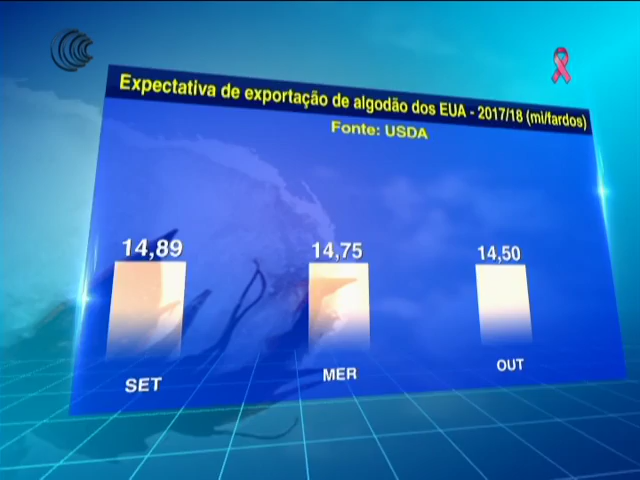 Expectativa de exportação de algodão dos EUA - 2017/18 (mi/fardos)
Fonte: USDA
14,89 14,75 14,50
SET MER OUT